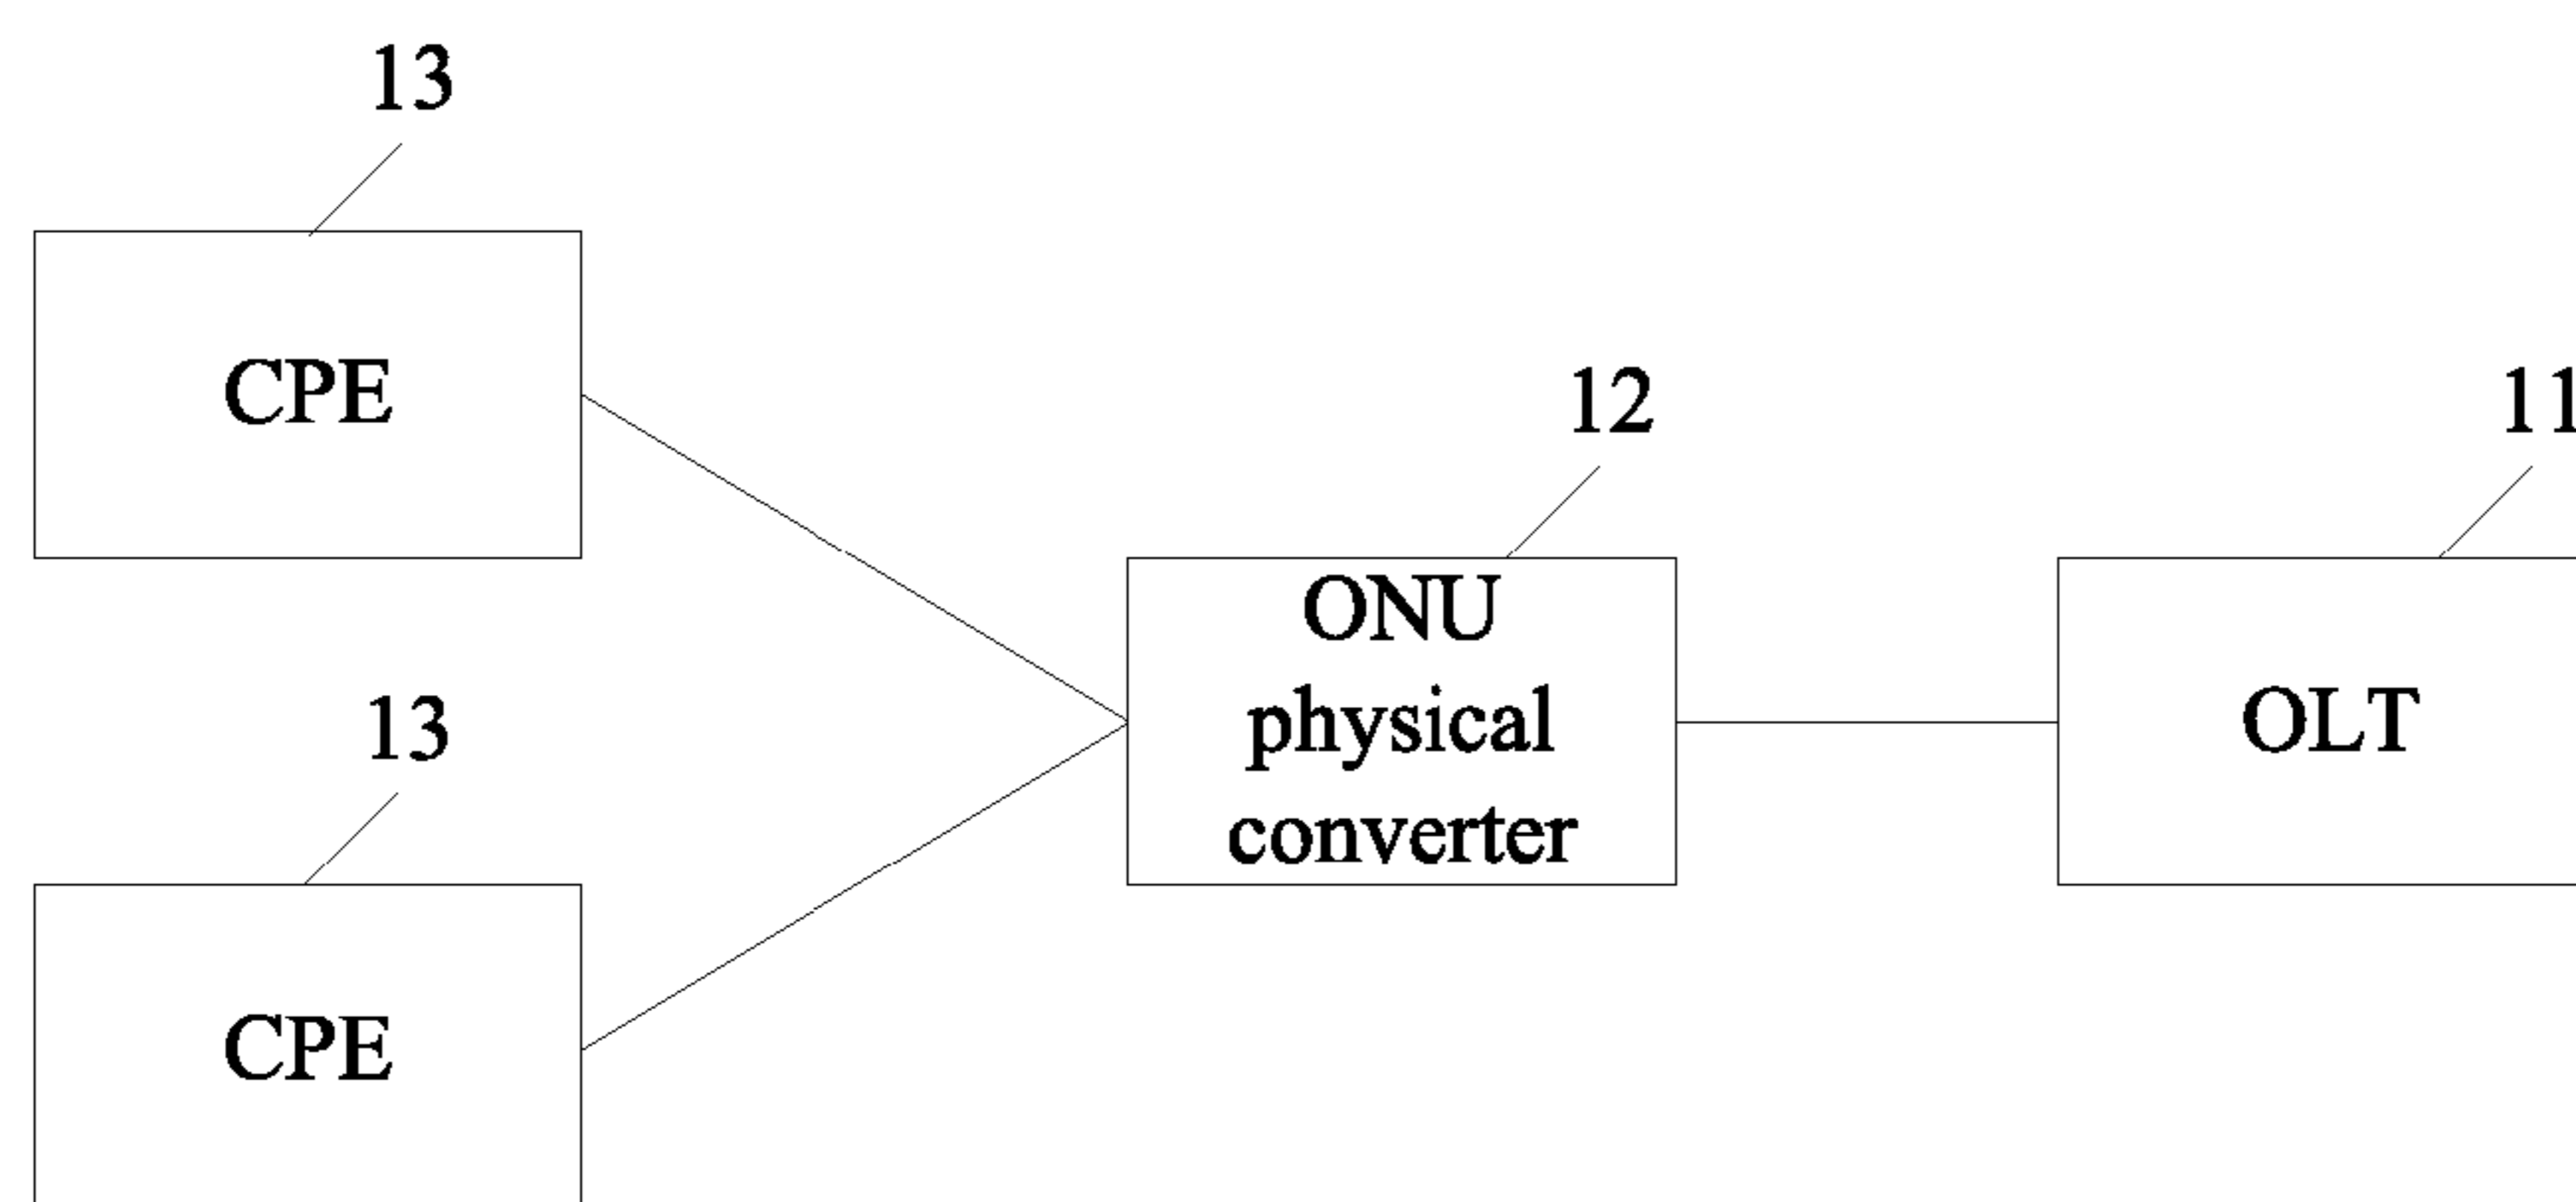 13
CPE
12
11
ONU
physical
converter
OLT
13
CPE